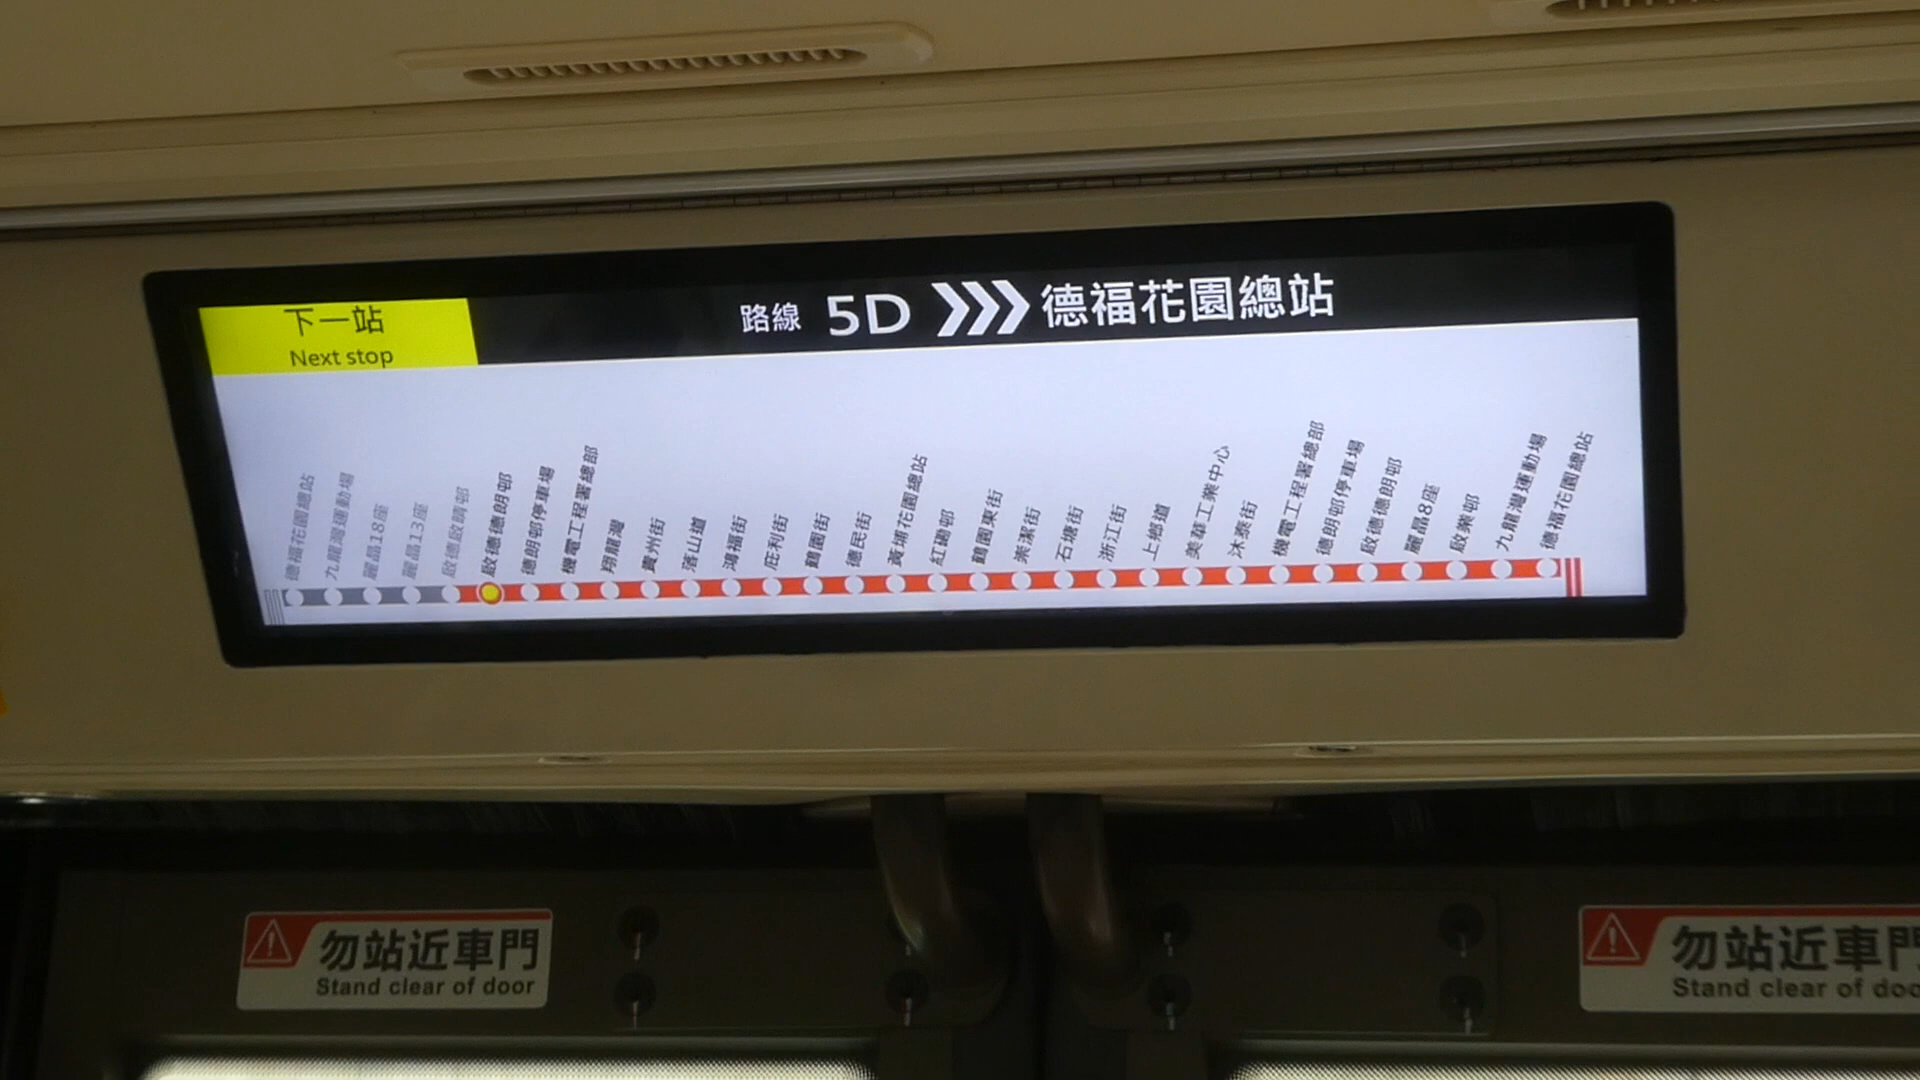 下一站
Next stop
路線 5D 德福花園總站
德福花園總站
九龍灣運動場
麗晶18座
麗晶13座
啟德啟晴邨
啟德德朗邨
德朗邨停車場
機電工程署總部
翔龍灣
貴州街
落山道
鴻福街
庇利街
鶴園街
德民街
黃埔花園總站
紅磡邨
鶴園東街
崇潔街
石塘街
浙江街
上鄉道
美華工業中心
沐泰街
機電工程署總部
德朗邨停車場
啟德德朗邨
麗晶8座
啟業邨
九龍灣運動場
德福花園總站
勿站近車門
Stand clear of door
勿站近車門
Stand clear of doo